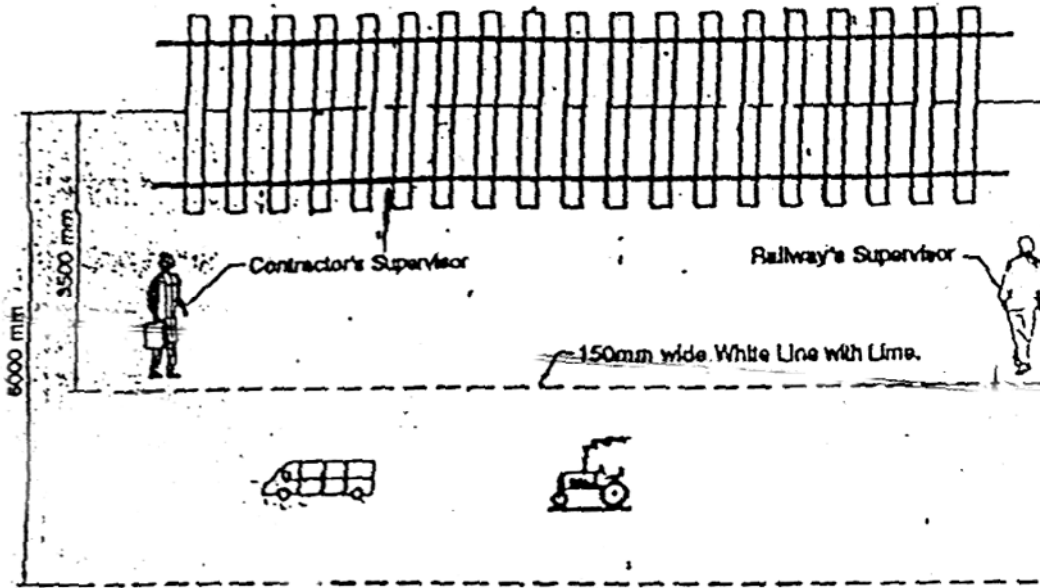 Contractor's Supervisor
Railway's Supervisor
3500 mm
6000 mm
150mm wide White Line with Lime.